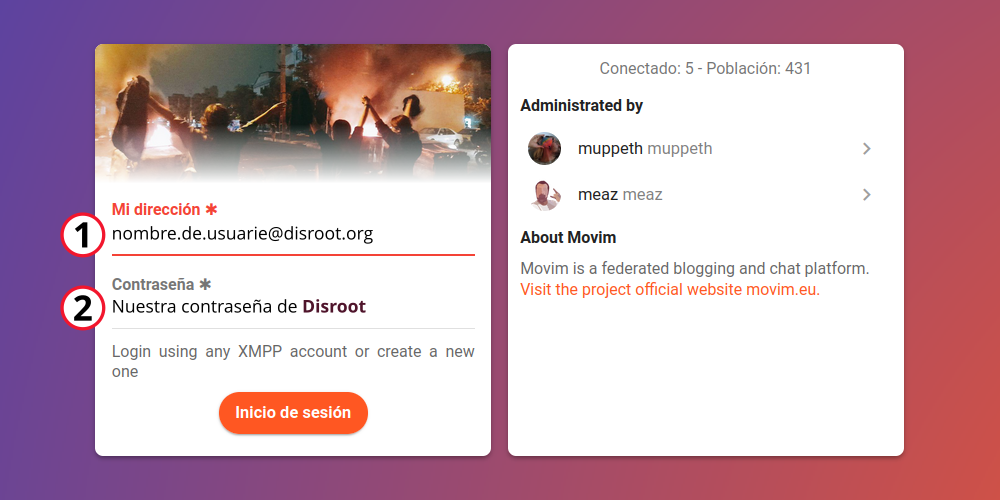 Mi dirección ✱
1
nombre.de.usuarie@disroot.org
Contraseña ✱
2
Nuestra contraseña de Disroot
Login using any XMPP account or create a new
one
Inicio de sesión
Conectado: 5 - Población: 431
Administrated by
muppeth muppeth
meaz meaz
About Movim
Movim is a federated blogging and chat platform.
Visit the project official website movim.eu.